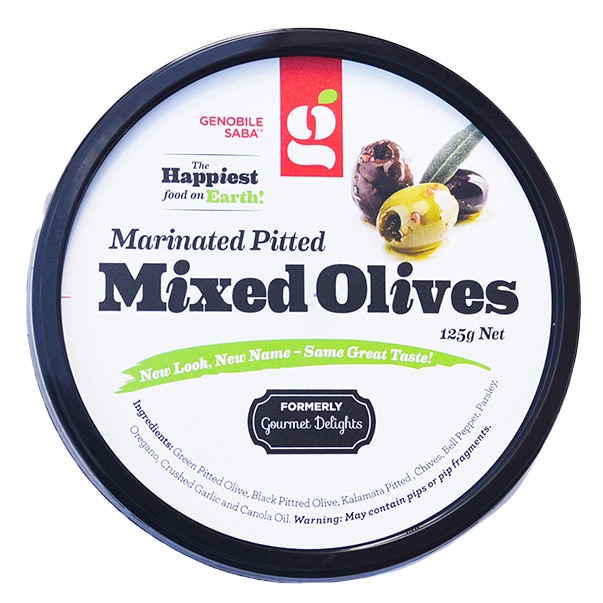 g
GENOBILE
SABA™
The
Happiest
food on Earth!
Marinated Pitted
Mixed Olives
125g Net
New Look, New Name – Same Great Taste!
FORMERLY
Gourmet Delights
Ingredients: Green Pitted Olive, Black Pittred Olive, Kalamata Pitted , Chives, Bell Pepper, Parsley,
Oregano, Crushed Garlic and Canola Oil. Warning: May contain pips or pip fragments.